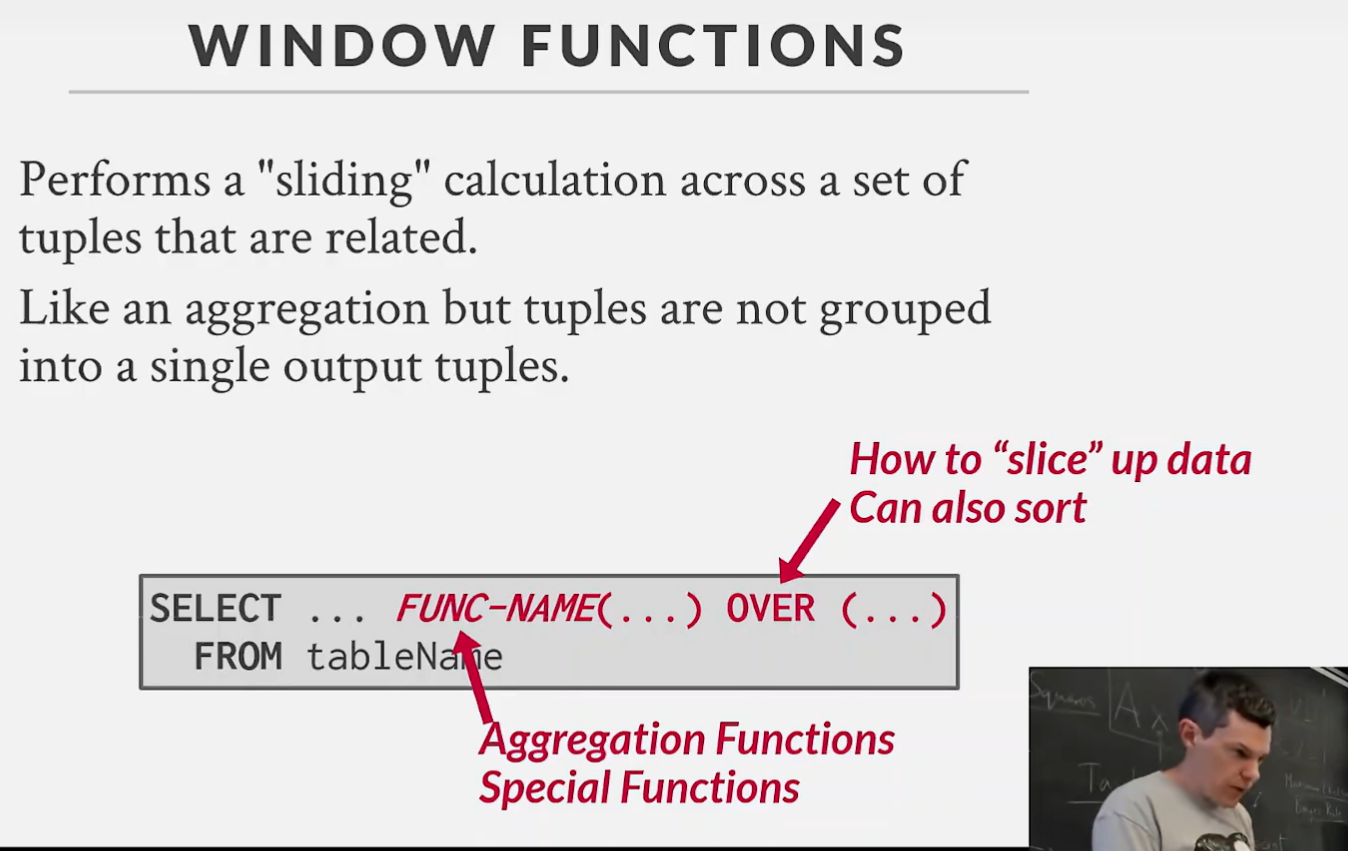 WINDOW FUNCTIONS
Performs a "sliding" calculation across a set of
tuples that are related.
Like an aggregation but tuples are not grouped
into a single output tuples.
How to “slice” up data
Can also sort
SELECT ... FUNC-NAME(...) OVER (...)
FROM tableName
Aggregation Functions
Special Functions
Squares
A